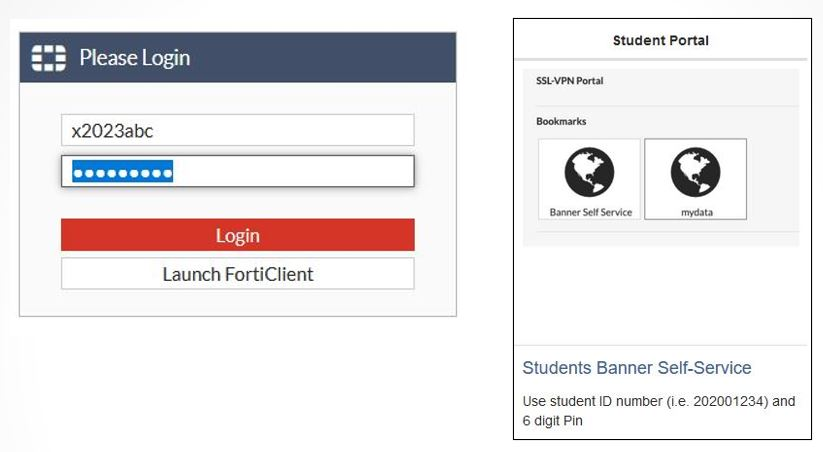 Please Login
x2023abc
•••••••••
Login
Launch FortiClient
Student Portal
SSL-VPN Portal
Bookmarks
Banner Self Service
mydata
Students Banner Self-Service
Use student ID number (i.e. 202001234) and
6 digit Pin